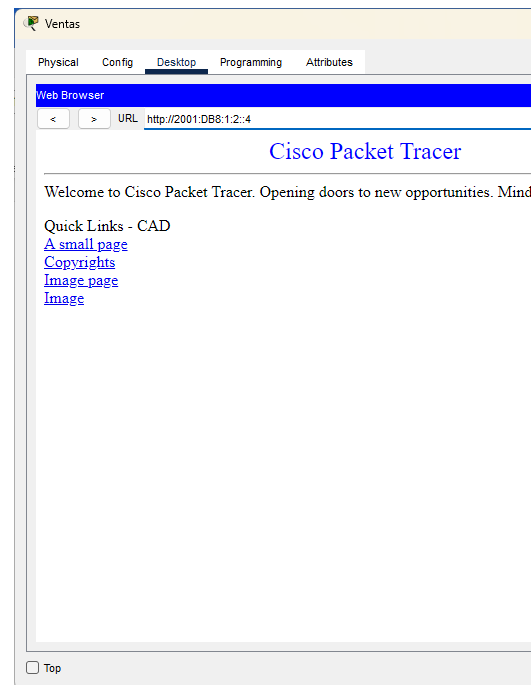 Ventas
Physical Config Desktop Programming Attributes
Web Browser
< > URL http://2001:DB8:1:2::4
Cisco Packet Tracer
Welcome to Cisco Packet Tracer. Opening doors to new opportunities. Mind
Quick Links - CAD
A small page
Copyrights
Image page
Image
Top